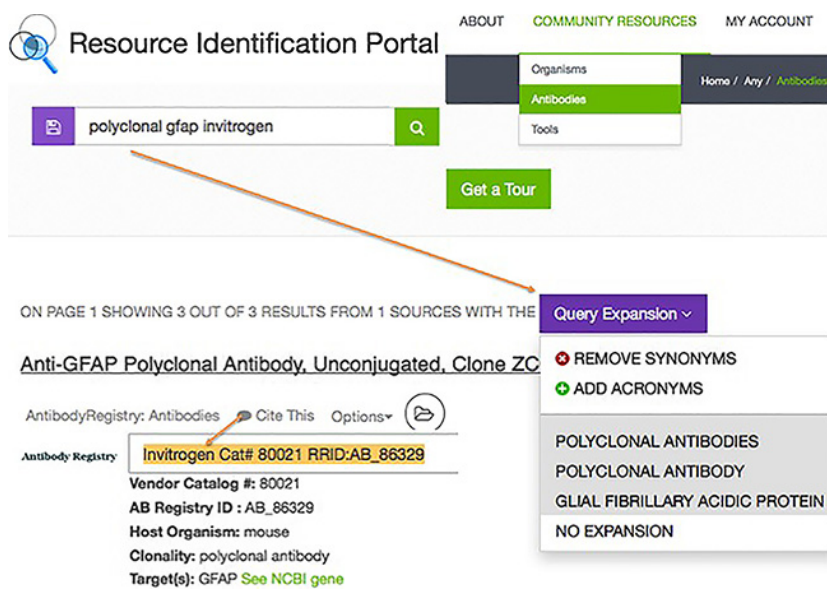 Resource Identification Portal
ABOUT COMMUNITY RESOURCES MY ACCOUNT
Organisms
Antibodies
Tools
Home / Any / Antibodies
polyclonal gfap invitrogen
Get a Tour
ON PAGE 1 SHOWING 3 OUT OF 3 RESULTS FROM 1 SOURCES WITH THE
Query Expansion
REMOVE SYNONYMS
ADD ACRONYMS
POLYCLONAL ANTIBODIES
POLYCLONAL ANTIBODY
GLIAL FIBRILLARY ACIDIC PROTEIN
NO EXPANSION
Anti-GFAP Polyclonal Antibody, Unconjugated, Clone ZC
AntibodyRegistry: Antibodies Cite This Options
Antibody Registry
Invitrogen Cat# 80021 RRID:AB_86329
Vendor Catalog #: 80021
AB Registry ID : AB_86329
Host Organism: mouse
Clonality: polyclonal antibody
Target(s): GFAP See NCBI gene